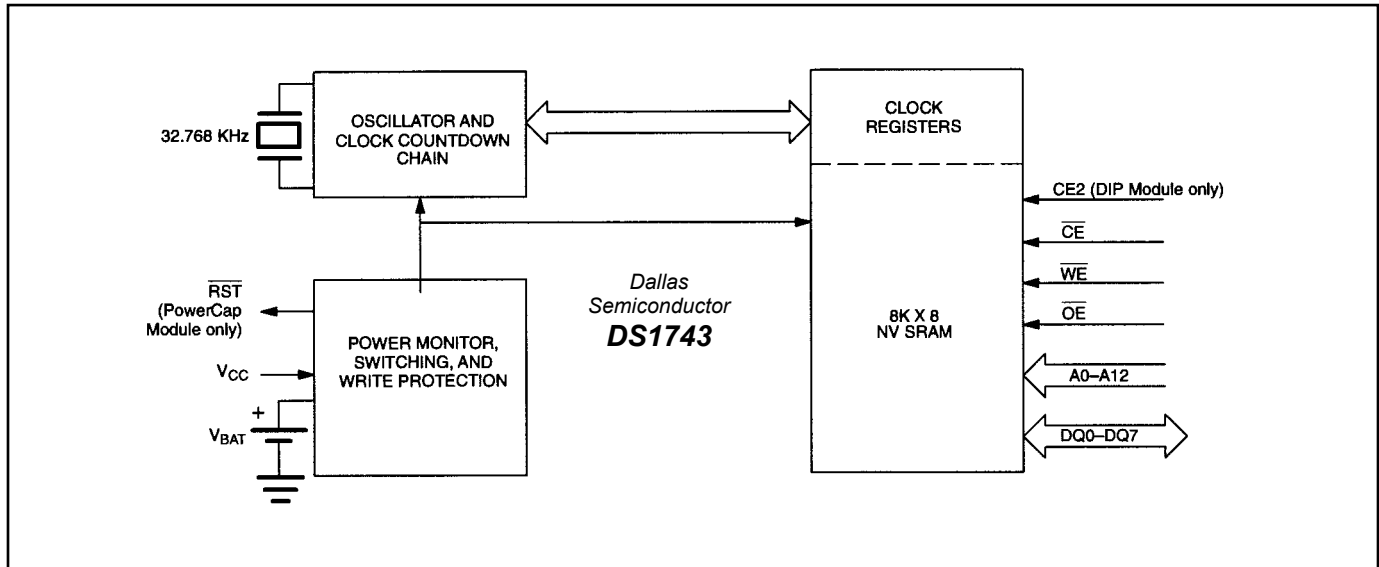 32.768 KHz
OSCILLATOR AND
CLOCK COUNTDOWN
CHAIN
CLOCK
REGISTERS
CE2 (DIP Module only)
CE
WE
OE
A0–A12
DQ0–DQ7
8K X 8
NV SRAM
Dallas
Semiconductor
DS1743
RST
(PowerCap
Module only)
VCC
+
VBAT
POWER MONITOR,
SWITCHING, AND
WRITE PROTECTION